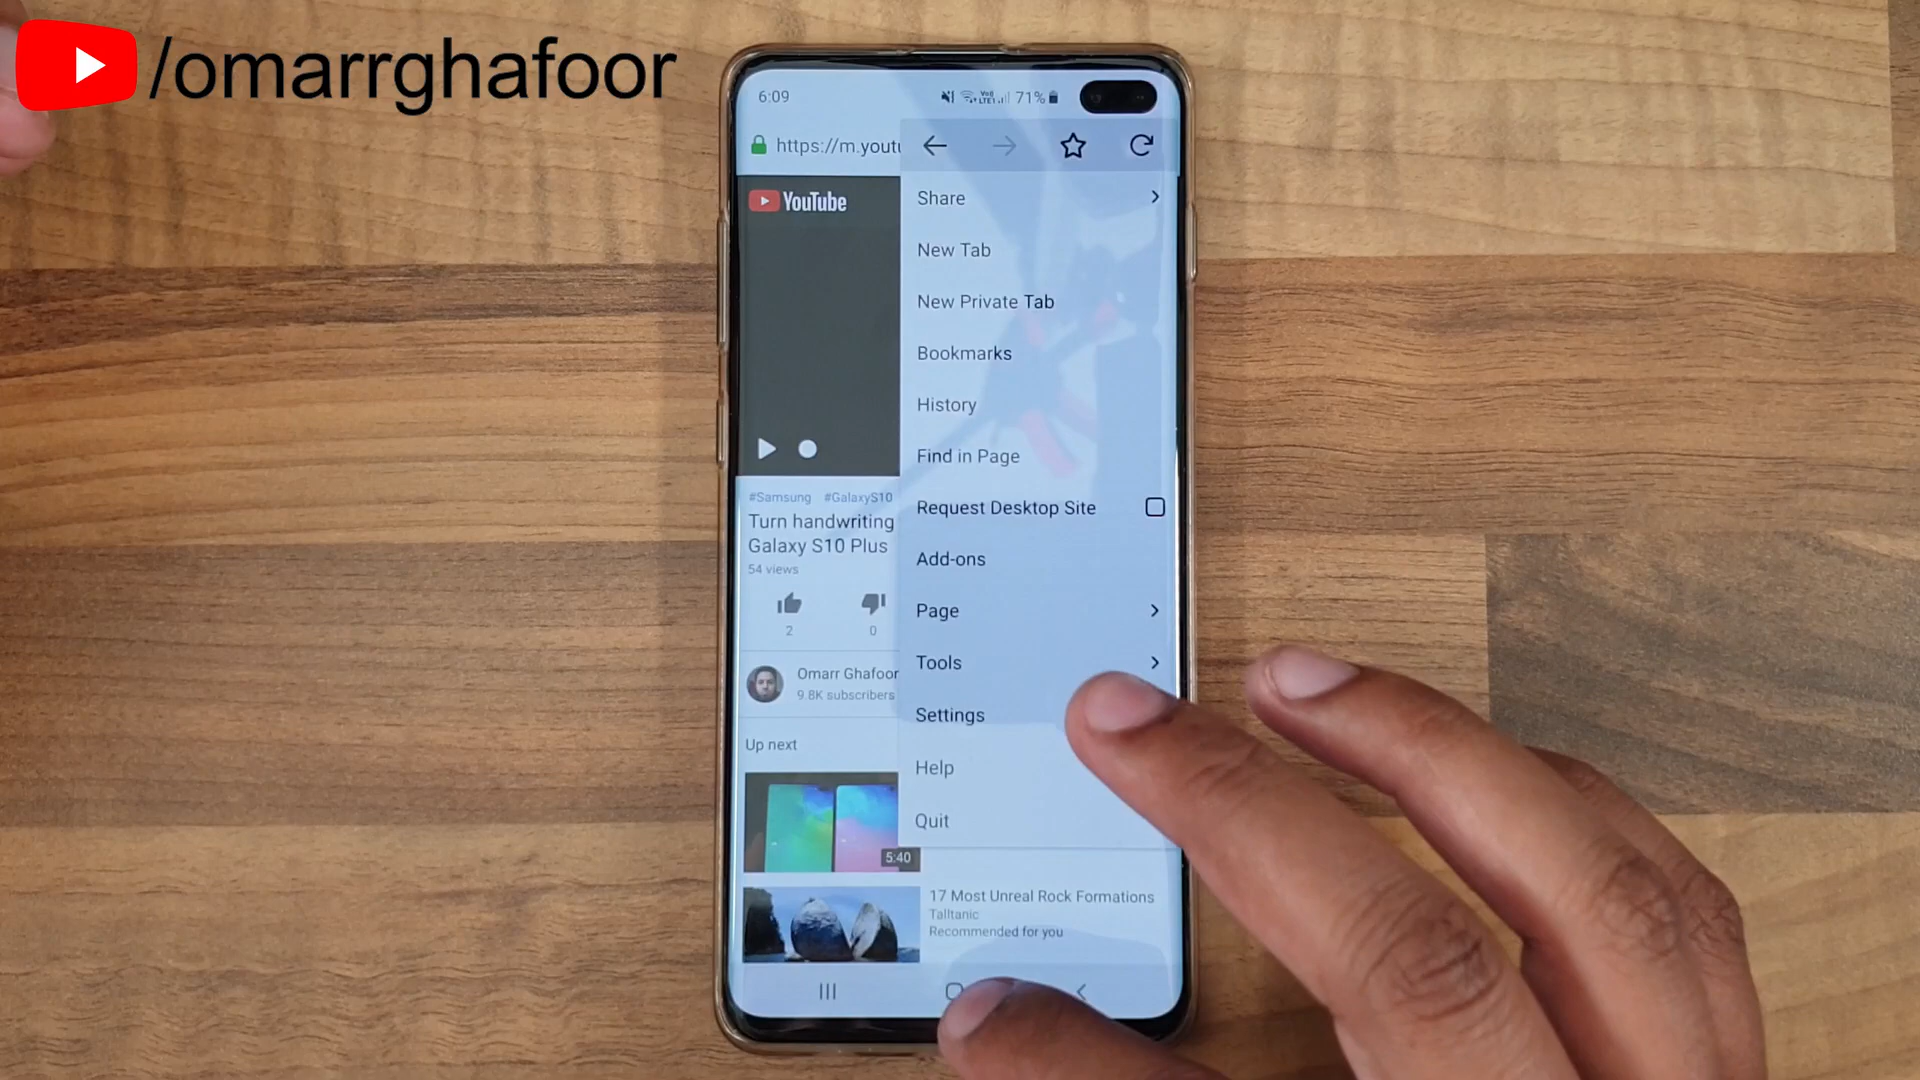 /omarrghafoor
6:09
71%
https://m.youtu
YouTube
Share
New Tab
New Private Tab
Bookmarks
History
Find in Page
Request Desktop Site
Add-ons
Page
Tools
Settings
Help
Quit
#Samsung #GalaxyS10
Turn handwriting
Galaxy S10 Plus
54 views
2
0
Omarr Ghafoor
9.8K subscribers
Up next
5:40
17 Most Unreal Rock Formations
Talltanic
Recommended for you